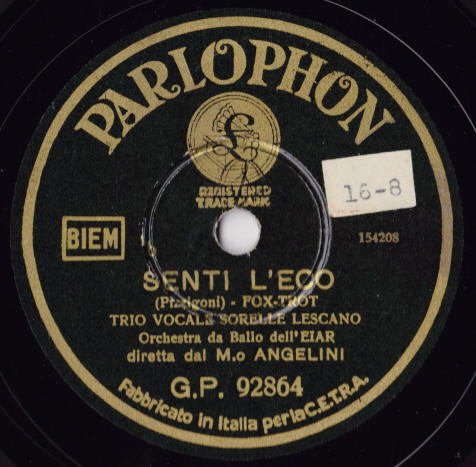 PARLOPHON
£
REGISTERED
TRADE MARK
16-8
BIEM
154208
SENTI L'ECO
(Pizzigoni) - FOX-TROT
TRIO VOCALE SORELLE LESCANO
Orchestra da Ballo dell'EIAR
diretta dal M.o ANGELINI
G.P. 92864
Fabbricato in Italia per la C.E.T.R.A.